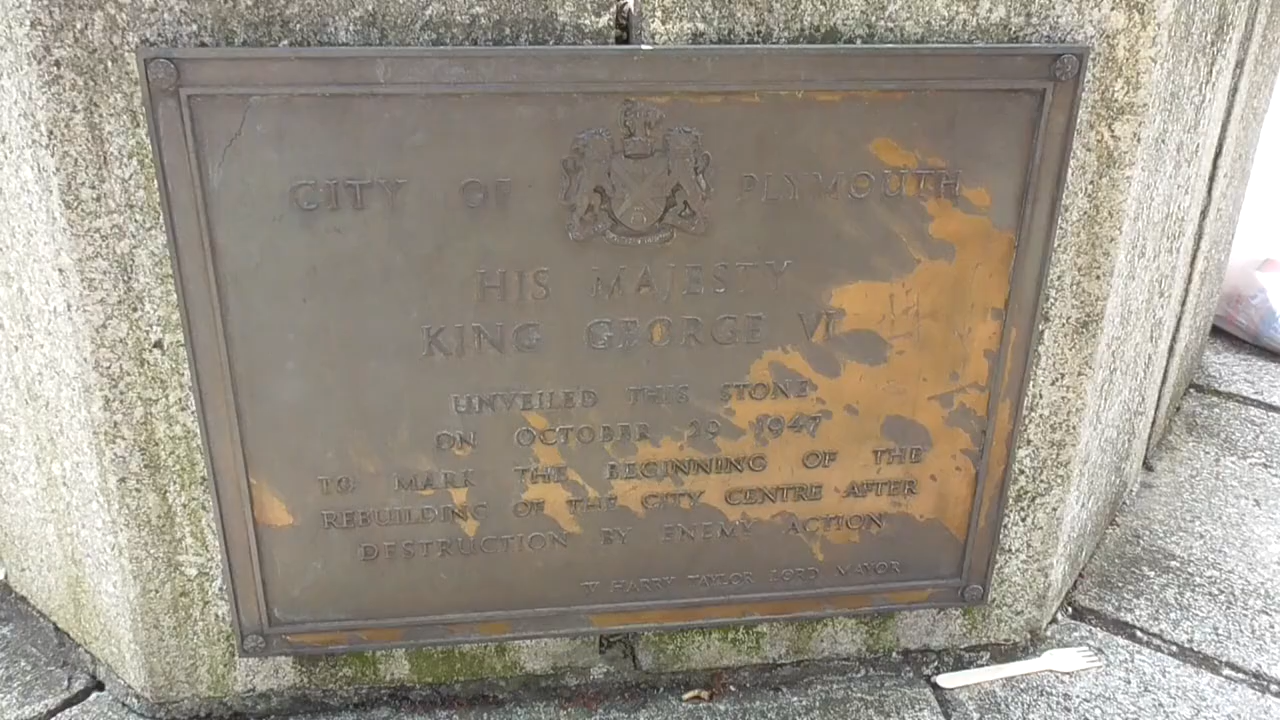 CITY OF PLYMOUTH
HIS MAJESTY
KING GEORGE VI
UNVEILED THIS STONE
ON OCTOBER 29 1947
TO MARK THE BEGINNING OF THE
REBUILDING OF THE CITY CENTRE AFTER
DESTRUCTION BY ENEMY ACTION
W HARRY TAYLOR LORD MAYOR